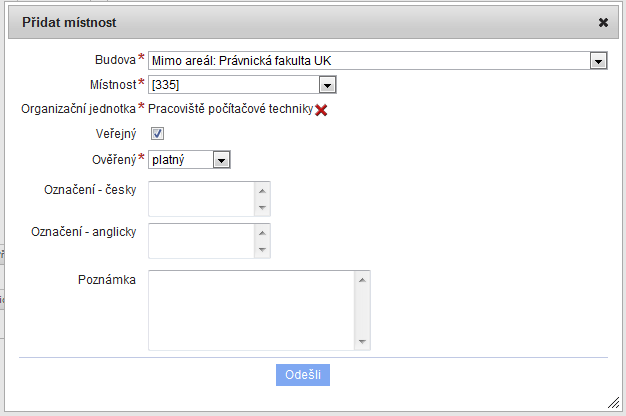 Přidat místnost
Budova * Mimo areál: Právnická fakulta UK
Místnost * [335]
Organizační jednotka * Pracoviště počítačové techniky
Veřejný
Ověřený * platný
Označení - česky
Označení - anglicky
Poznámka
Odešli